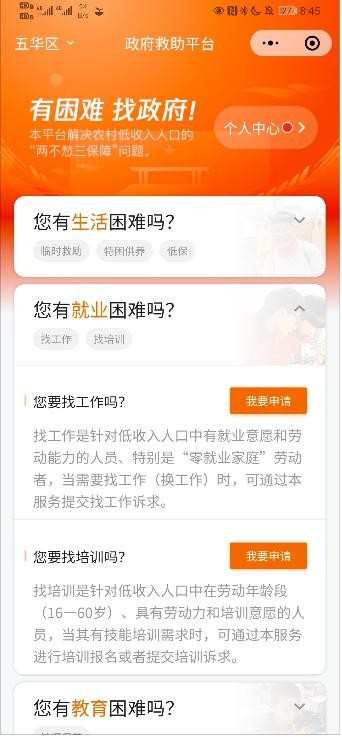 24
B/s
27
8:45
五华区
政府救助平台
有困难 找政府!
本平台解决农村低收入人口的
“两不愁三保障”问题。
个人中心
您有生活困难吗?
临时救助 特困供养 低保
您有就业困难吗?
找工作 找培训
您要找工作吗?
我要申请
找工作是针对低收入人口中有就业意愿和劳
动能力的人员、特别是“零就业家庭”劳动
者，当需要找工作（换工作）时，可通过本
服务提交找工作诉求。
您要找培训吗?
我要申请
找培训是针对低收入人口中在劳动年龄段
（16—60岁）、具有劳动力和培训意愿的人
员，当其有技能培训需求时，可通过本服务
进行培训报名或者提交培训诉求。
您有教育困难吗?